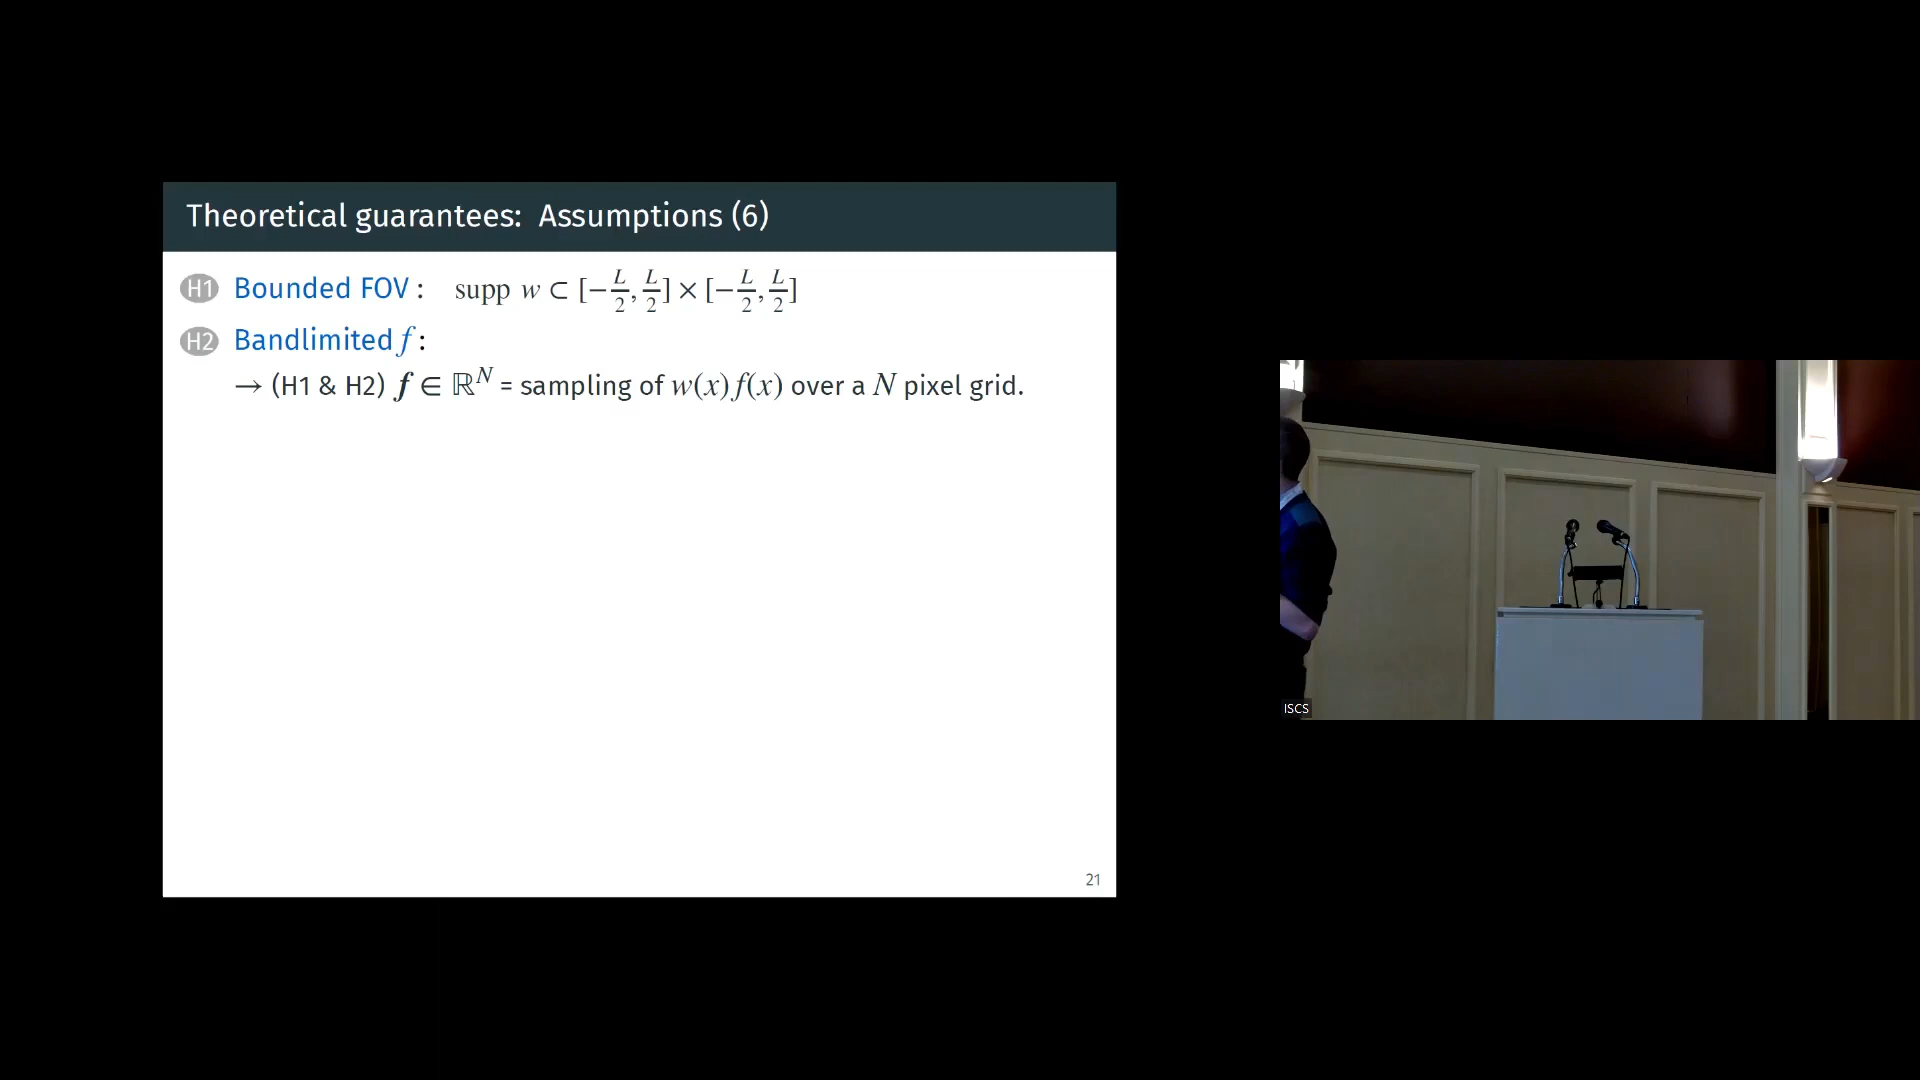 Theoretical guarantees: Assumptions (6)
H1 Bounded FOV : supp w ⊂ [−L/2, L/2] × [−L/2, L/2]
H2 Bandlimited f :
→ (H1 & H2) f ∈ ℝ^N = sampling of w(x) f(x) over a N pixel grid.
21
ISCS